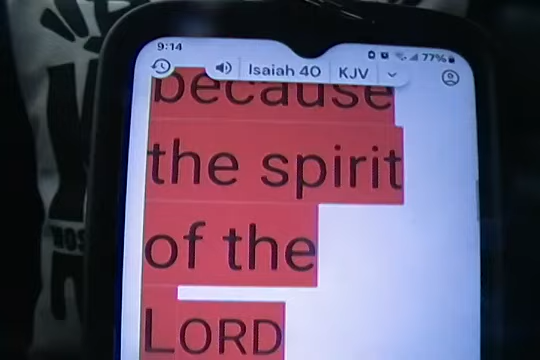 9:14
77%
Isaiah 40 KJV
because
the spirit
of the
LORD